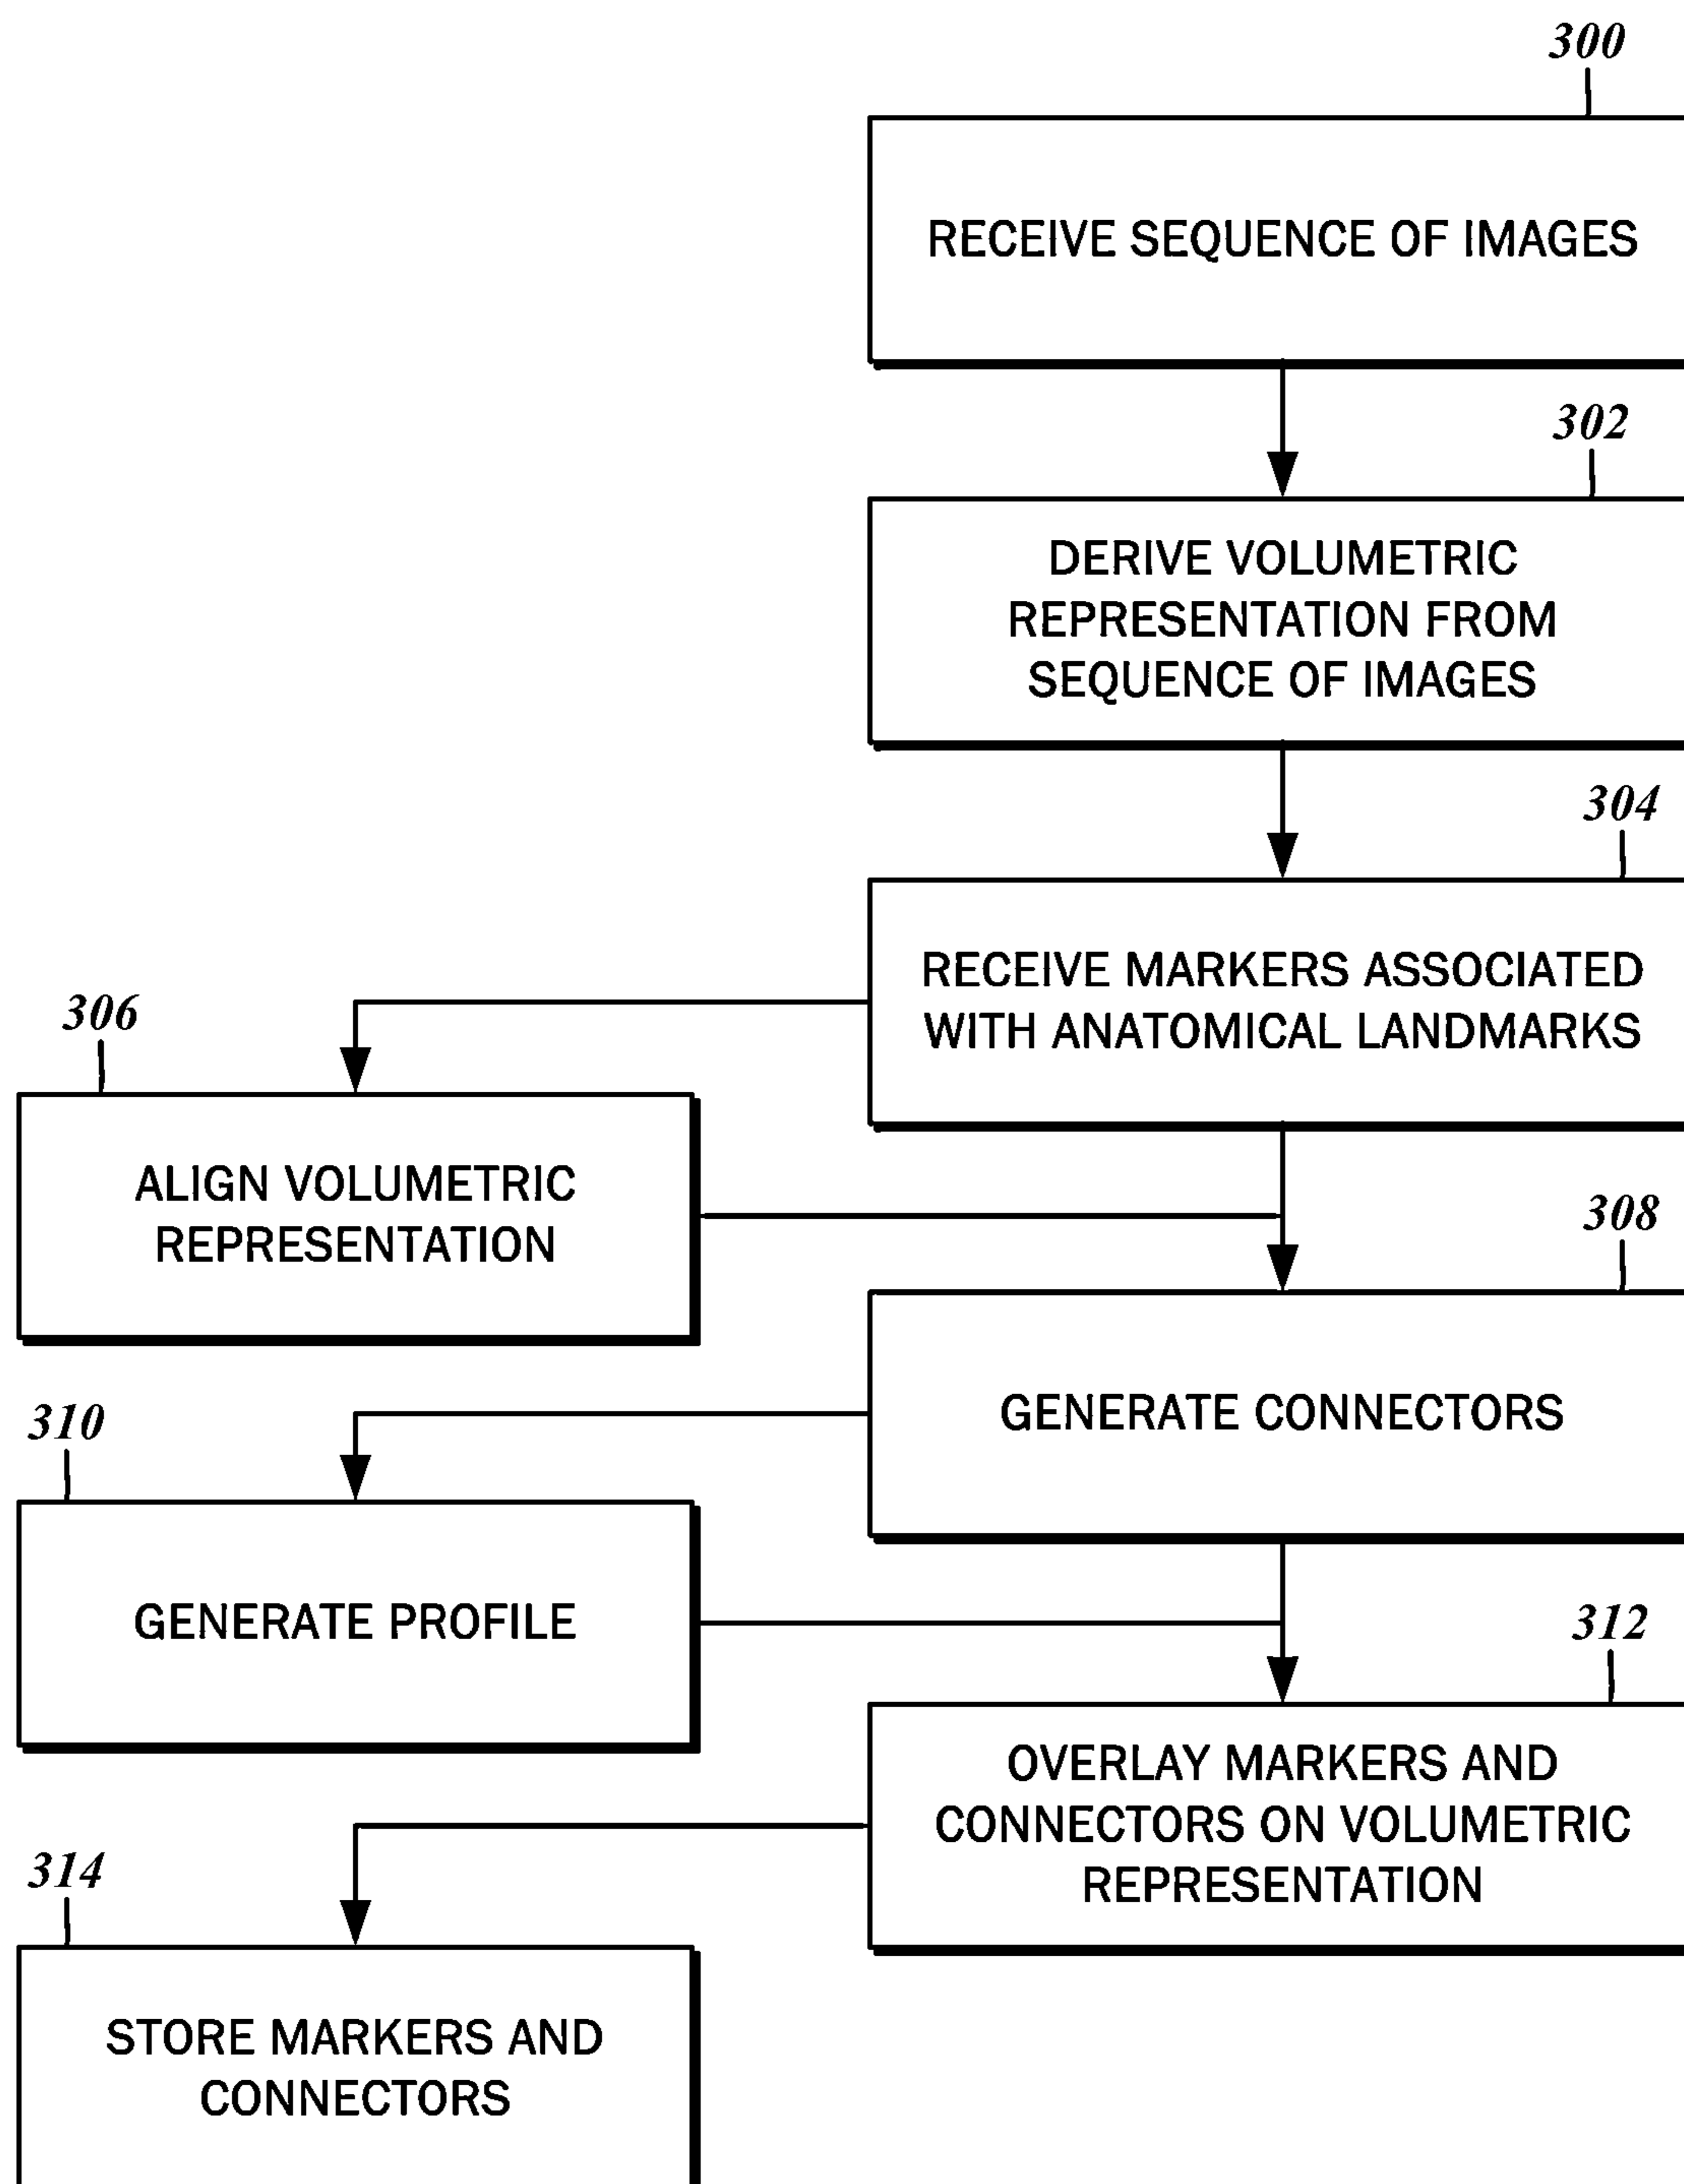 300
RECEIVE SEQUENCE OF IMAGES
302
DERIVE VOLUMETRIC
REPRESENTATION FROM
SEQUENCE OF IMAGES
304
RECEIVE MARKERS ASSOCIATED
WITH ANATOMICAL LANDMARKS
306
ALIGN VOLUMETRIC
REPRESENTATION
308
GENERATE CONNECTORS
310
GENERATE PROFILE
312
OVERLAY MARKERS AND
CONNECTORS ON VOLUMETRIC
REPRESENTATION
314
STORE MARKERS AND
CONNECTORS